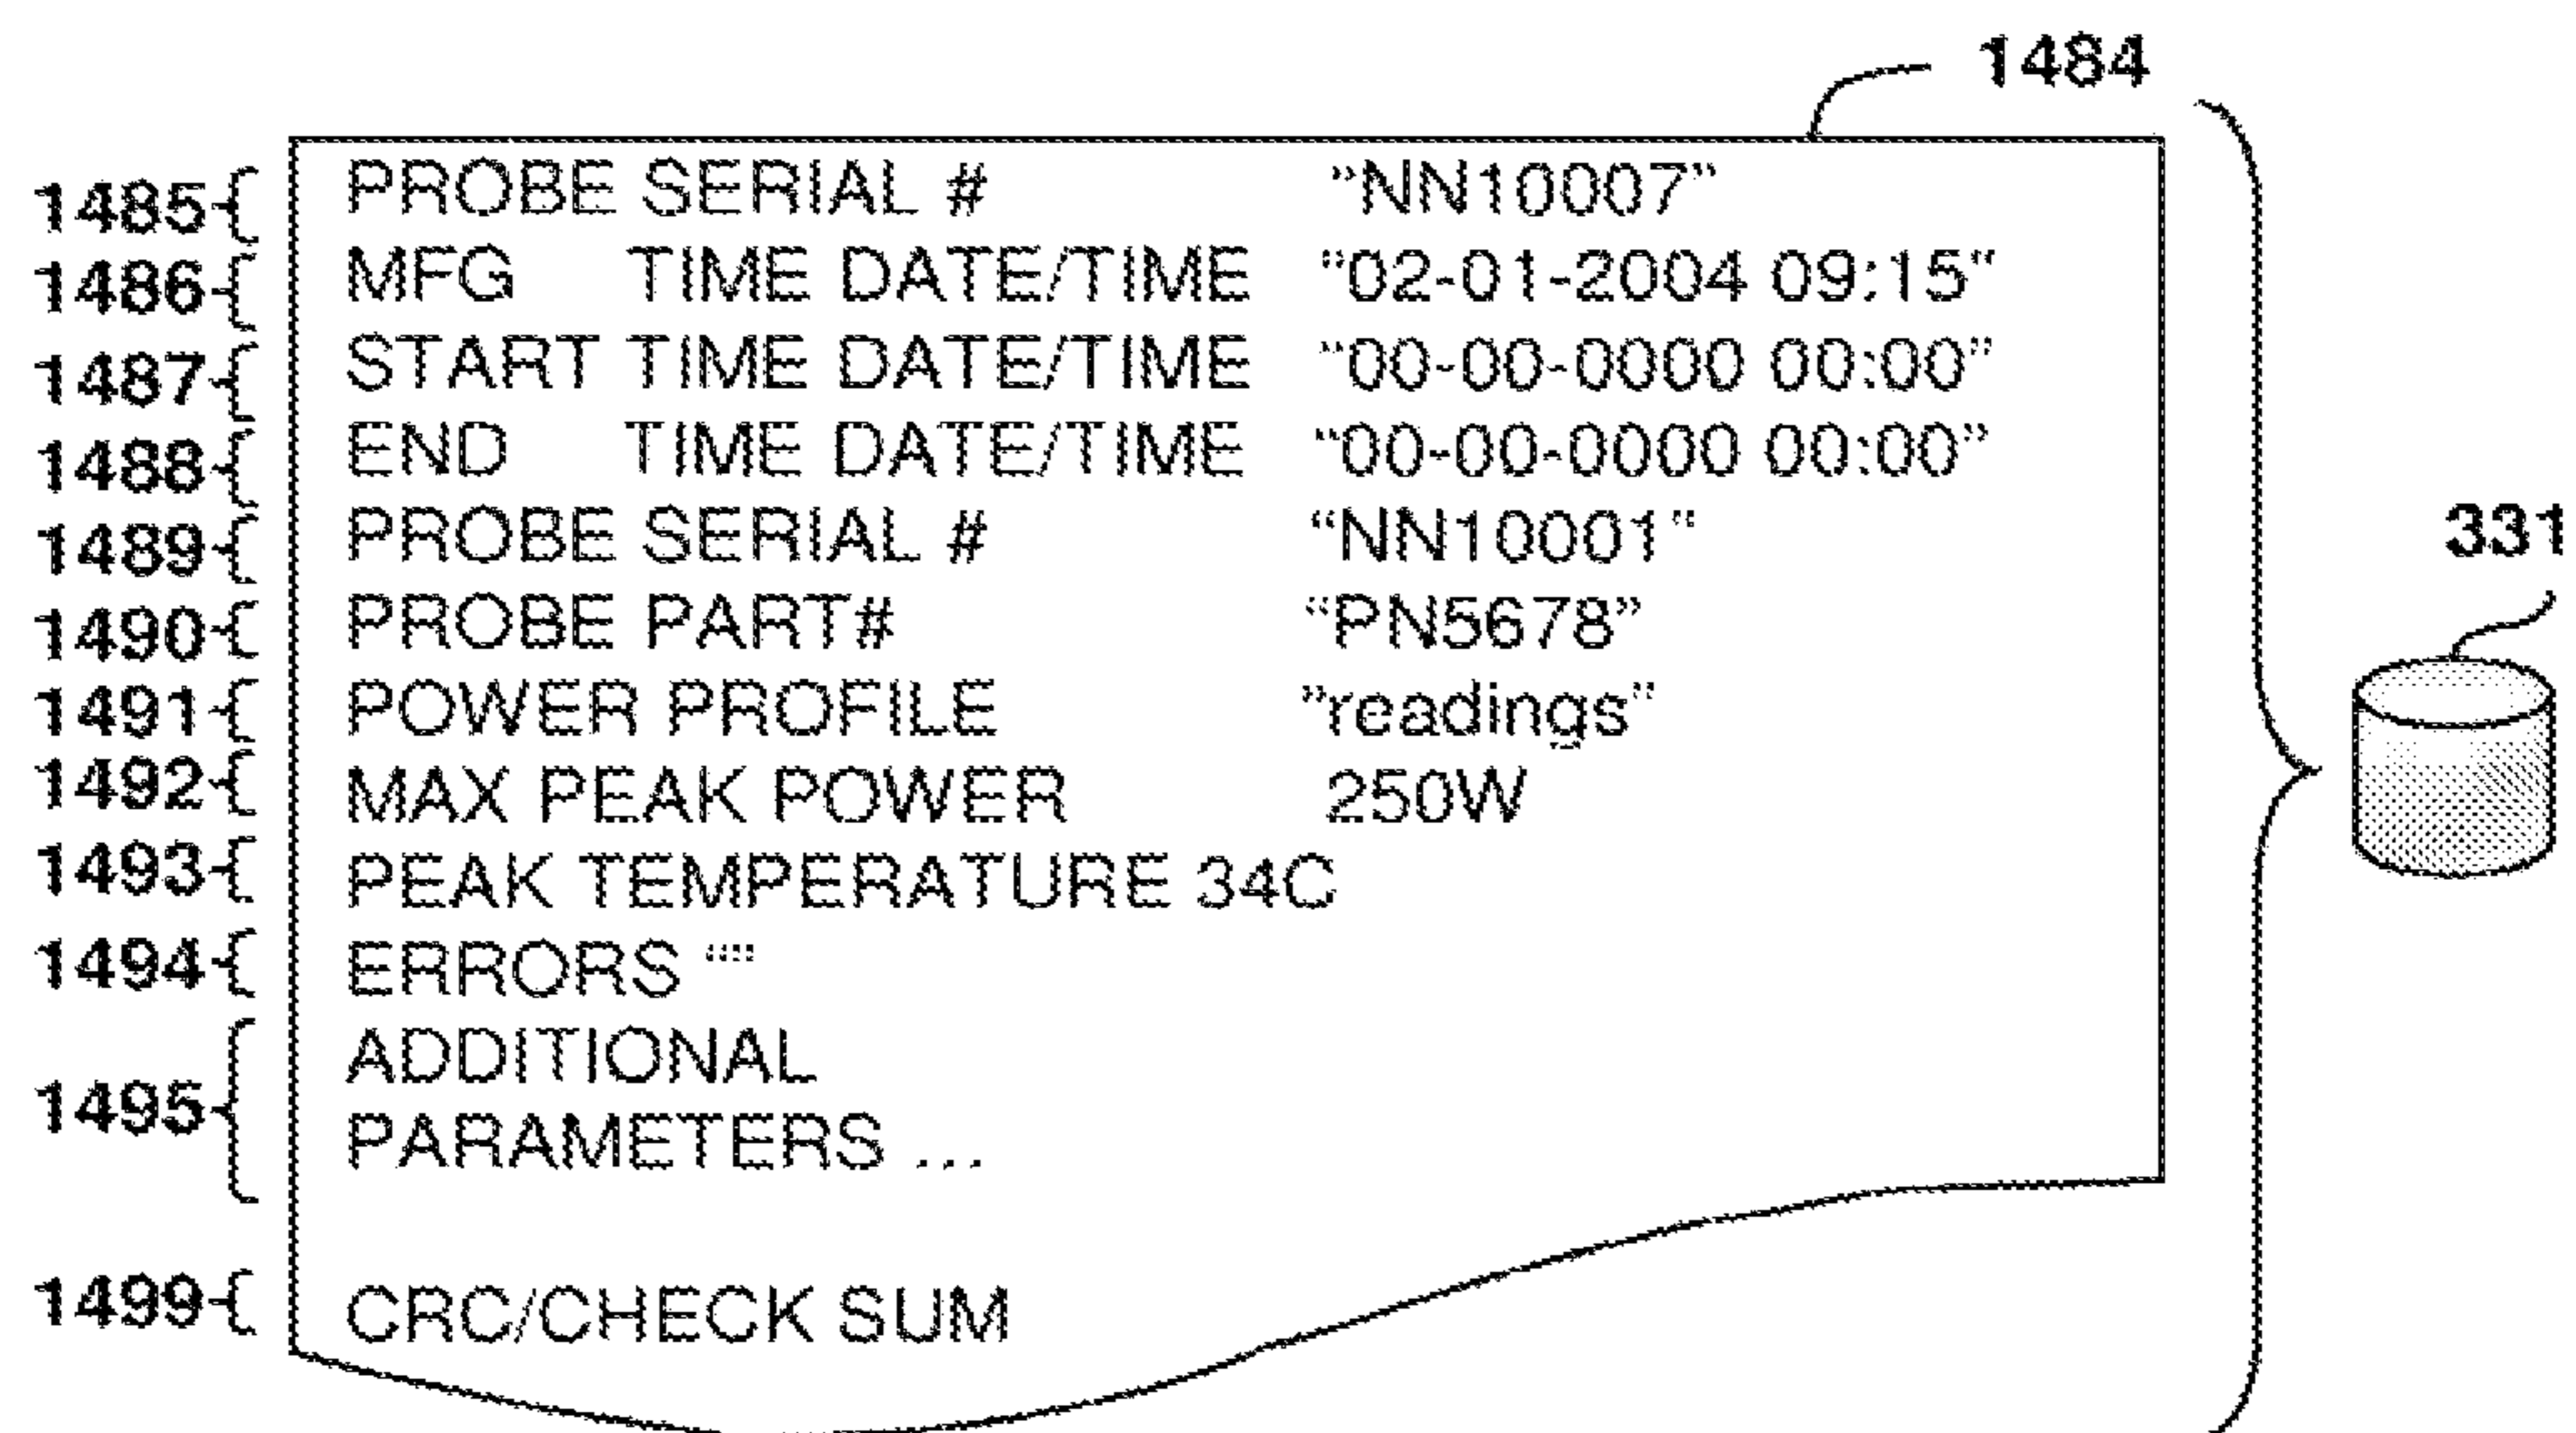 1484
1485 PROBE SERIAL # “NN10007”
1486 MFG TIME DATE/TIME “02-01-2004 09:15“
1487 START TIME DATE/TIME “00-00-0000 00:00”
1488 END TIME DATE/TIME “00-00-0000 00:00”
1489 PROBE SERIAL # “NN10001“
331
1490 PROBE PART# “PN5678”
1491 POWER PROFILE ”readings”
1492 MAX PEAK POWER 250W
1493 PEAK TEMPERATURE 34C
1494 ERRORS “”
ADDITIONAL
1495
PARAMETERS ...
1499 CRC/CHECK SUM